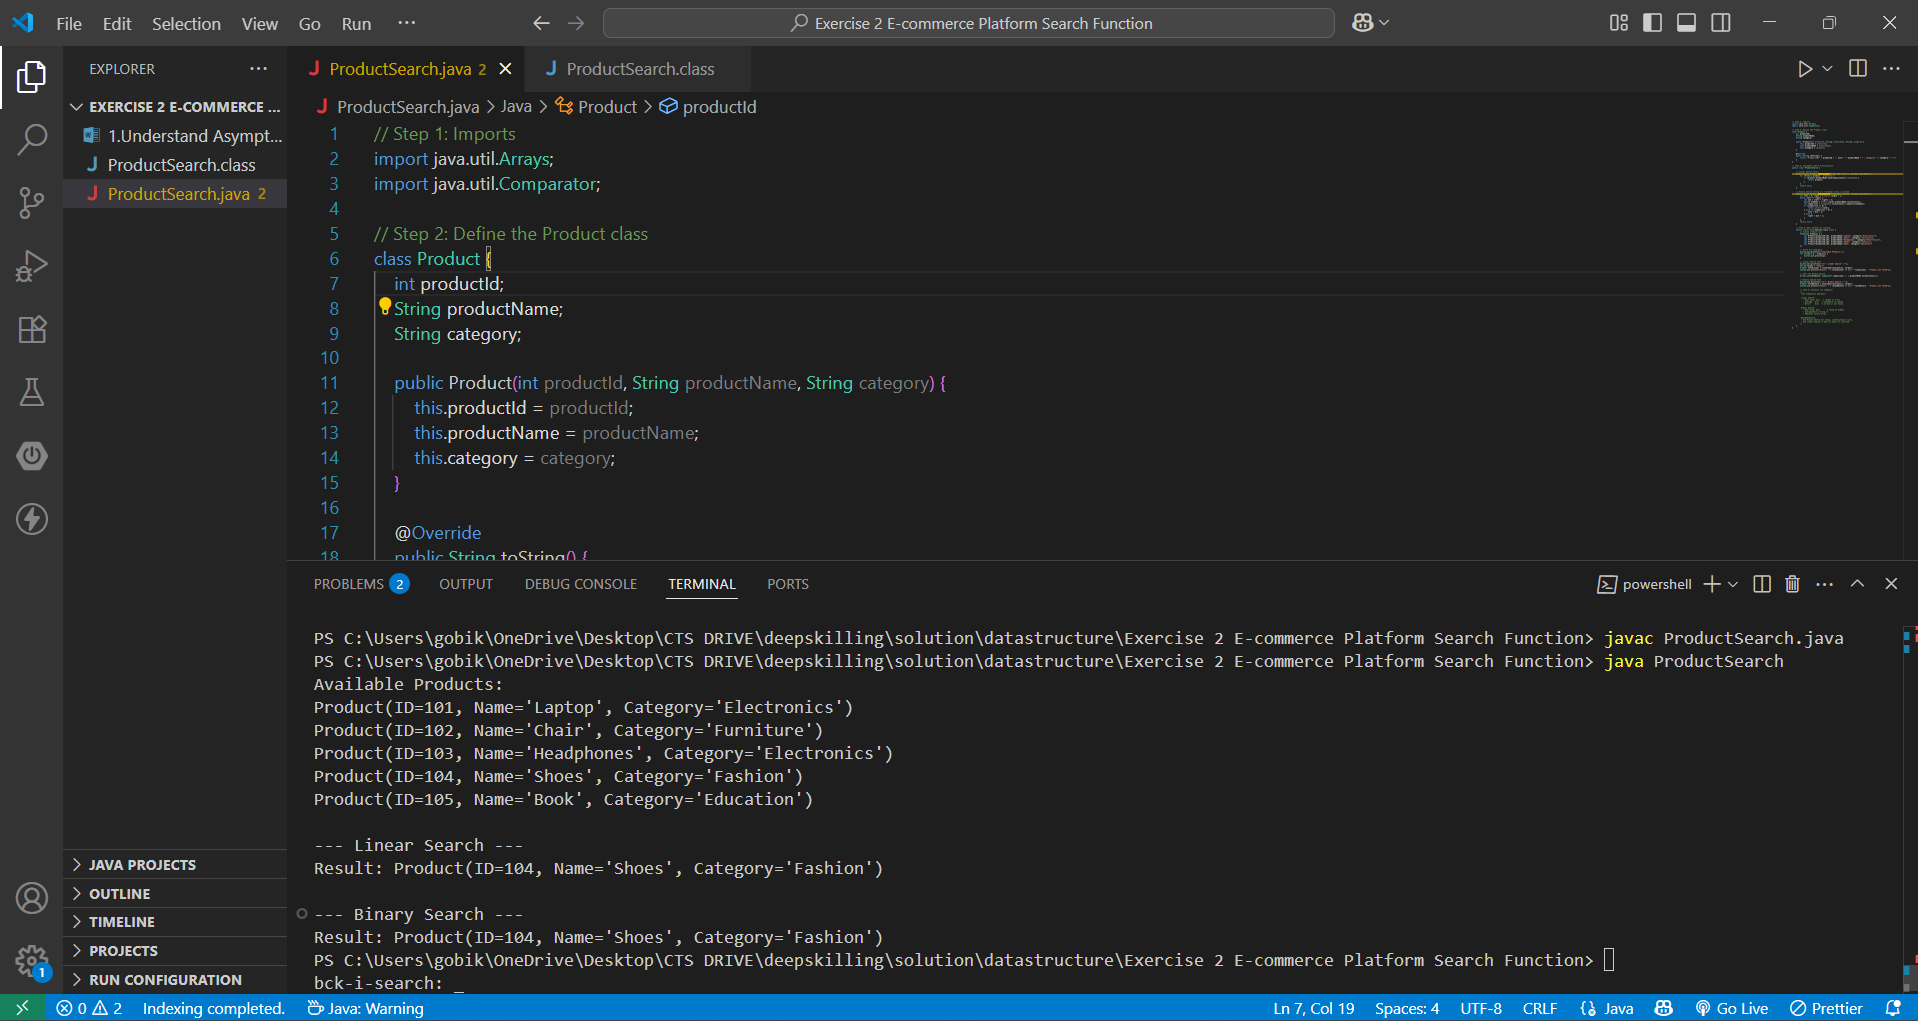 File Edit Selection View Go Run ··· Exercise 2 E-commerce Platform Search Function
EXPLORER ···
EXERCISE 2 E-COMMERCE ...
1.Understand Asympt...
ProductSearch.class
ProductSearch.java 2
JAVA PROJECTS
OUTLINE
TIMELINE
PROJECTS
RUN CONFIGURATION
1
ProductSearch.java 2 ProductSearch.class
ProductSearch.java > Java > Product > productId
1 // Step 1: Imports
2 import java.util.Arrays;
3 import java.util.Comparator;
4
5 // Step 2: Define the Product class
6 class Product {
7 int productId;
8 String productName;
9 String category;
10
11 public Product(int productId, String productName, String category) {
12 this.productId = productId;
13 this.productName = productName;
14 this.category = category;
15 }
16
17 @Override
18 public String toString() {
PROBLEMS 2 OUTPUT DEBUG CONSOLE TERMINAL PORTS powershell
PS C:\Users\gobik\OneDrive\Desktop\CTS DRIVE\deepskilling\solution\datastructure\Exercise 2 E-commerce Platform Search Function> javac ProductSearch.java
PS C:\Users\gobik\OneDrive\Desktop\CTS DRIVE\deepskilling\solution\datastructure\Exercise 2 E-commerce Platform Search Function> java ProductSearch
Available Products:
Product(ID=101, Name='Laptop', Category='Electronics')
Product(ID=102, Name='Chair', Category='Furniture')
Product(ID=103, Name='Headphones', Category='Electronics')
Product(ID=104, Name='Shoes', Category='Fashion')
Product(ID=105, Name='Book', Category='Education')
--- Linear Search ---
Result: Product(ID=104, Name='Shoes', Category='Fashion')
--- Binary Search ---
Result: Product(ID=104, Name='Shoes', Category='Fashion')
PS C:\Users\gobik\OneDrive\Desktop\CTS DRIVE\deepskilling\solution\datastructure\Exercise 2 E-commerce Platform Search Function>
bck-i-search: _
0 2 Indexing completed. Java: Warning Ln 7, Col 19 Spaces: 4 UTF-8 CRLF {} Java Go Live Prettier